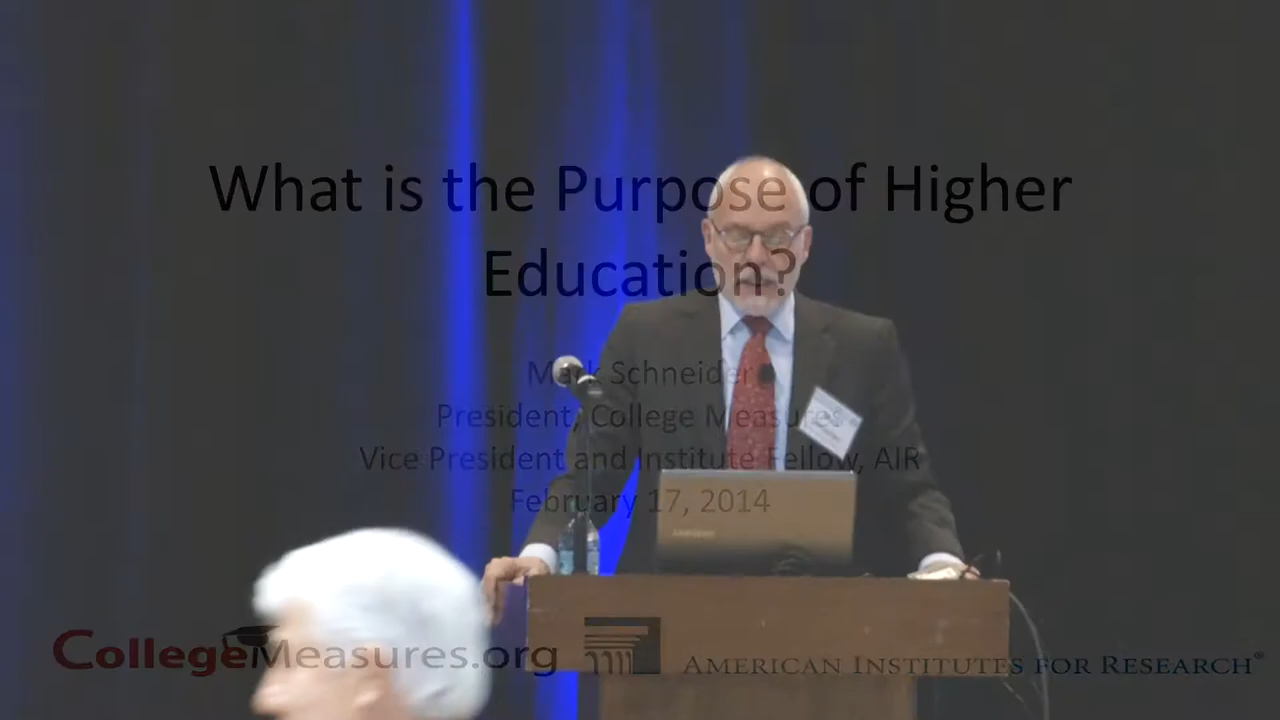 What is the Purpose of Higher
Education?
Mark Schneider
President, College Measures
Vice President and Institute Fellow, AIR
February 17, 2014
CollegeMeasures.org
AMERICAN INSTITUTES FOR RESEARCH®
SAMSUNG